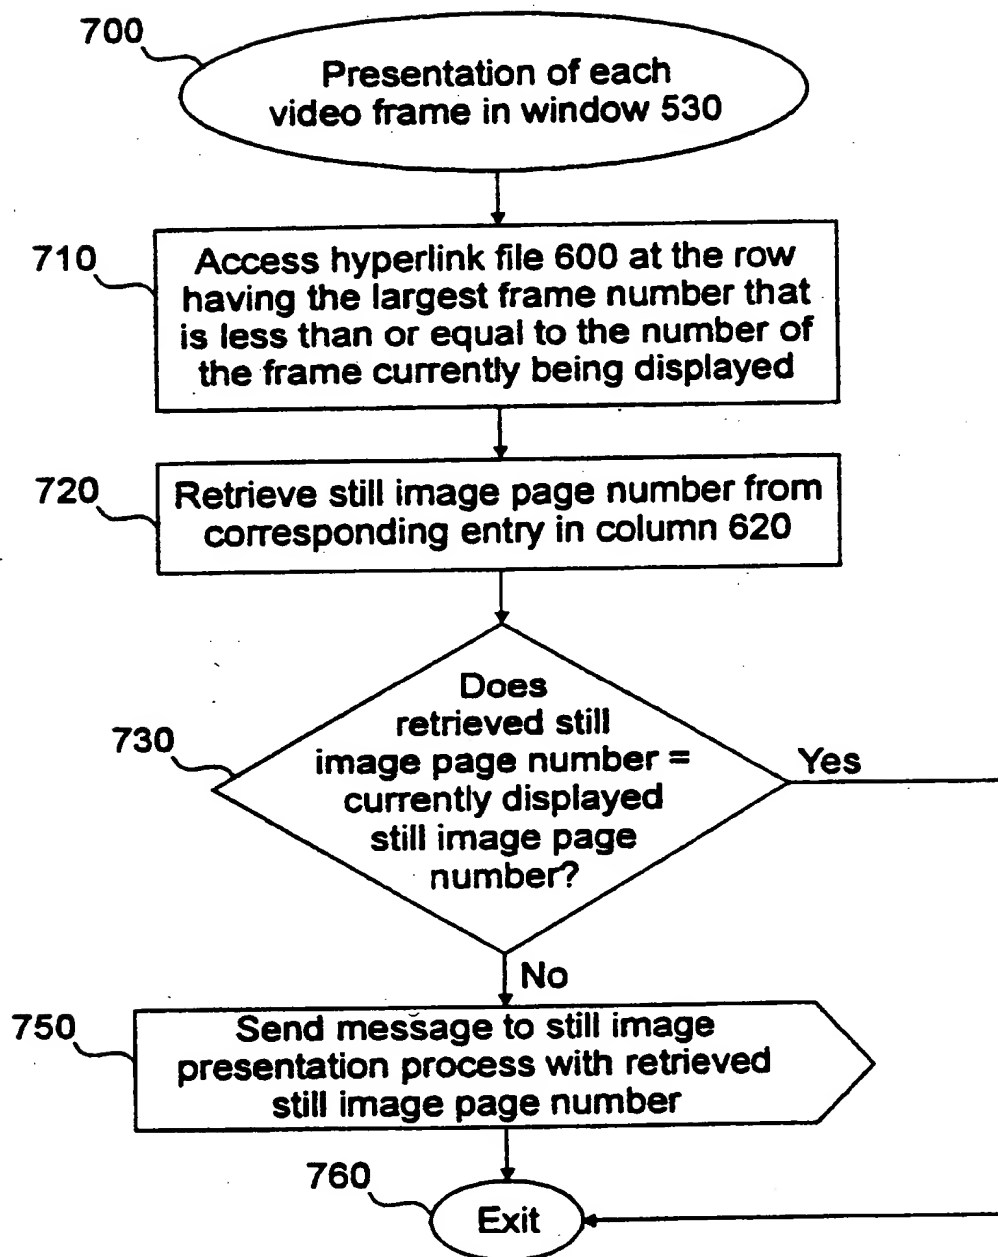 700
Presentation of each
video frame in window 530
710
Access hyperlink file 600 at the row
having the largest frame number that
is less than or equal to the number of
the frame currently being displayed
720
Retrieve still image page number from
corresponding entry in column 620
730
Does
retrieved still
image page number =
currently displayed
still image page
number?
Yes
No
750
Send message to still image
presentation process with retrieved
still image page number
760
Exit